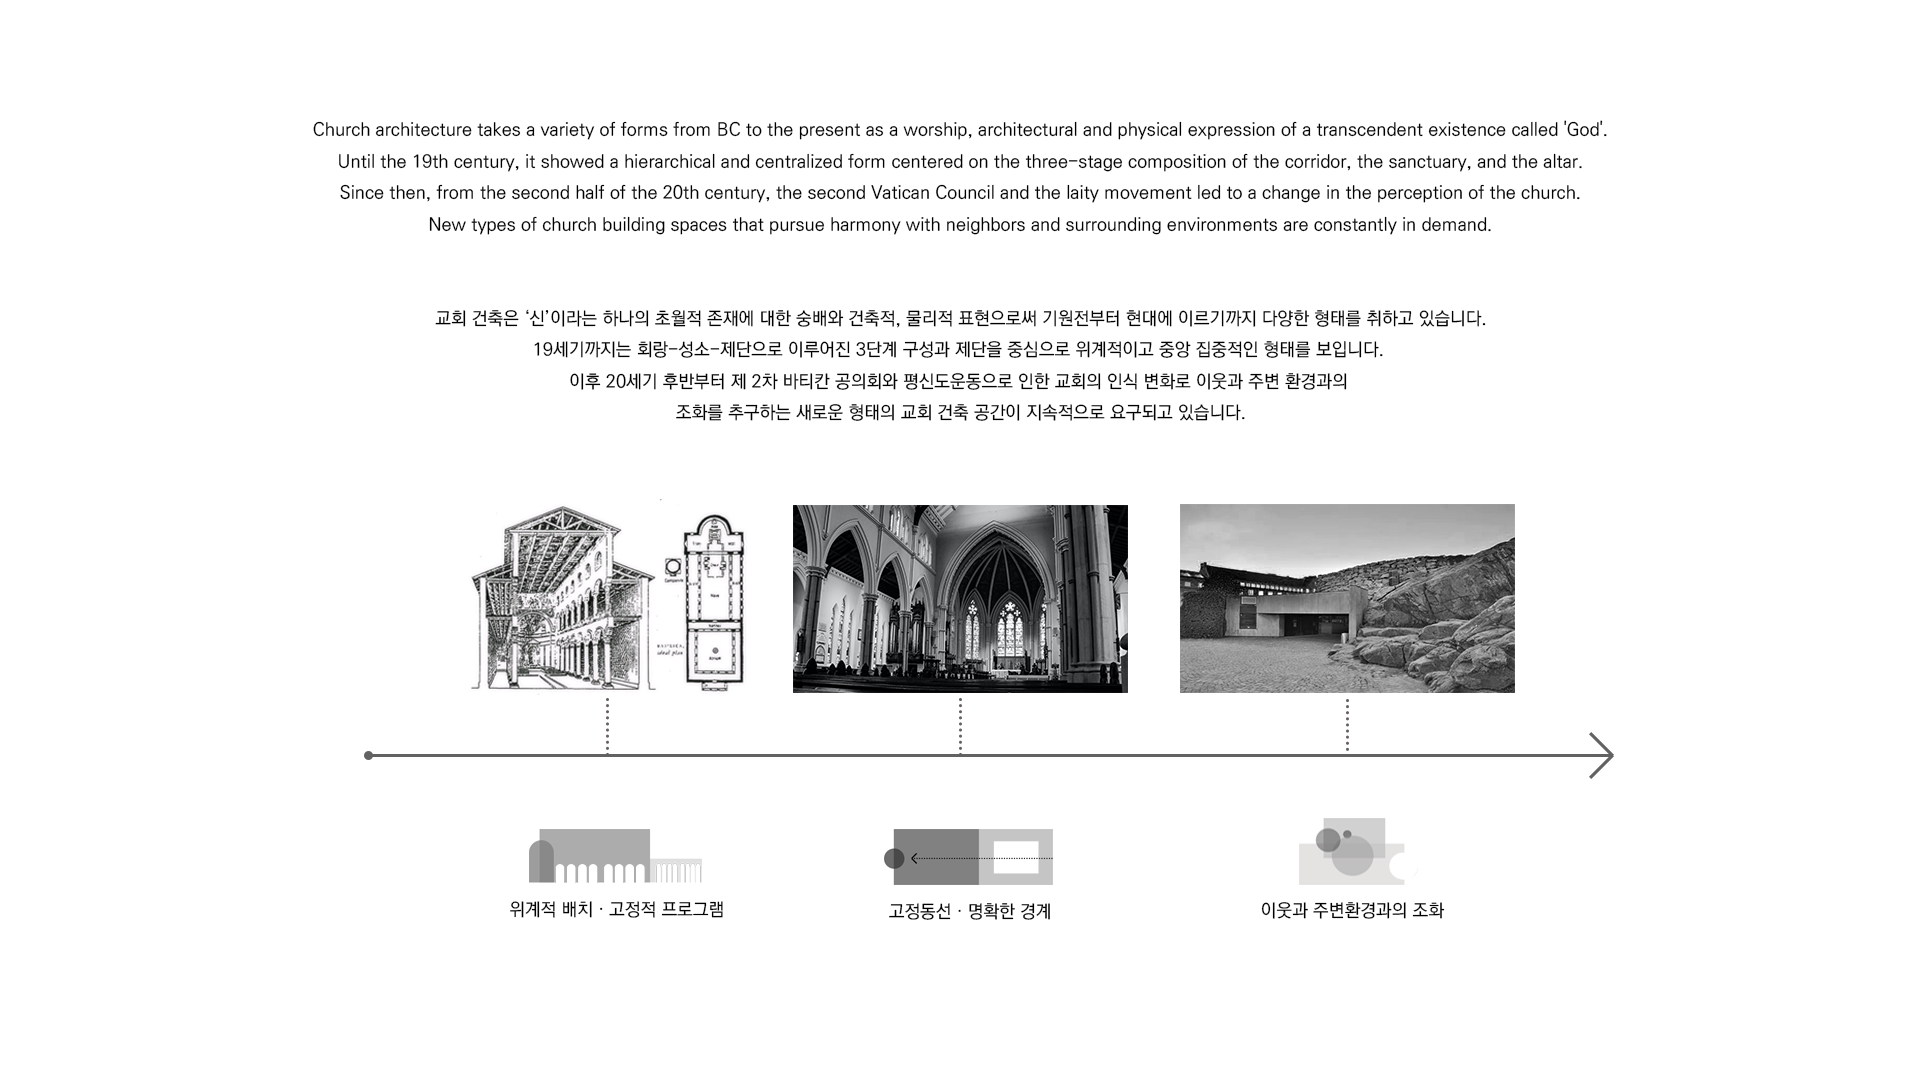 Church architecture takes a variety of forms from BC to the present as a worship, architectural and physical expression of a transcendent existence called 'God'.
Until the 19th century, it showed a hierarchical and centralized form centered on the three-stage composition of the corridor, the sanctuary, and the altar.
Since then, from the second half of the 20th century, the second Vatican Council and the laity movement led to a change in the perception of the church.
New types of church building spaces that pursue harmony with neighbors and surrounding environments are constantly in demand.
교회 건축은 ‘신’이라는 하나의 초월적 존재에 대한 숭배와 건축적, 물리적 표현으로써 기원전부터 현대에 이르기까지 다양한 형태를 취하고 있습니다.
19세기까지는 회랑-성소-제단으로 이루어진 3단계 구성과 제단을 중심으로 위계적이고 중앙 집중적인 형태를 보입니다.
이후 20세기 후반부터 제 2차 바티칸 공의회와 평신도운동으로 인한 교회의 인식 변화로 이웃과 주변 환경과의
조화를 추구하는 새로운 형태의 교회 건축 공간이 지속적으로 요구되고 있습니다.
위계적 배치 · 고정적 프로그램
고정동선 · 명확한 경계
이웃과 주변환경과의 조화